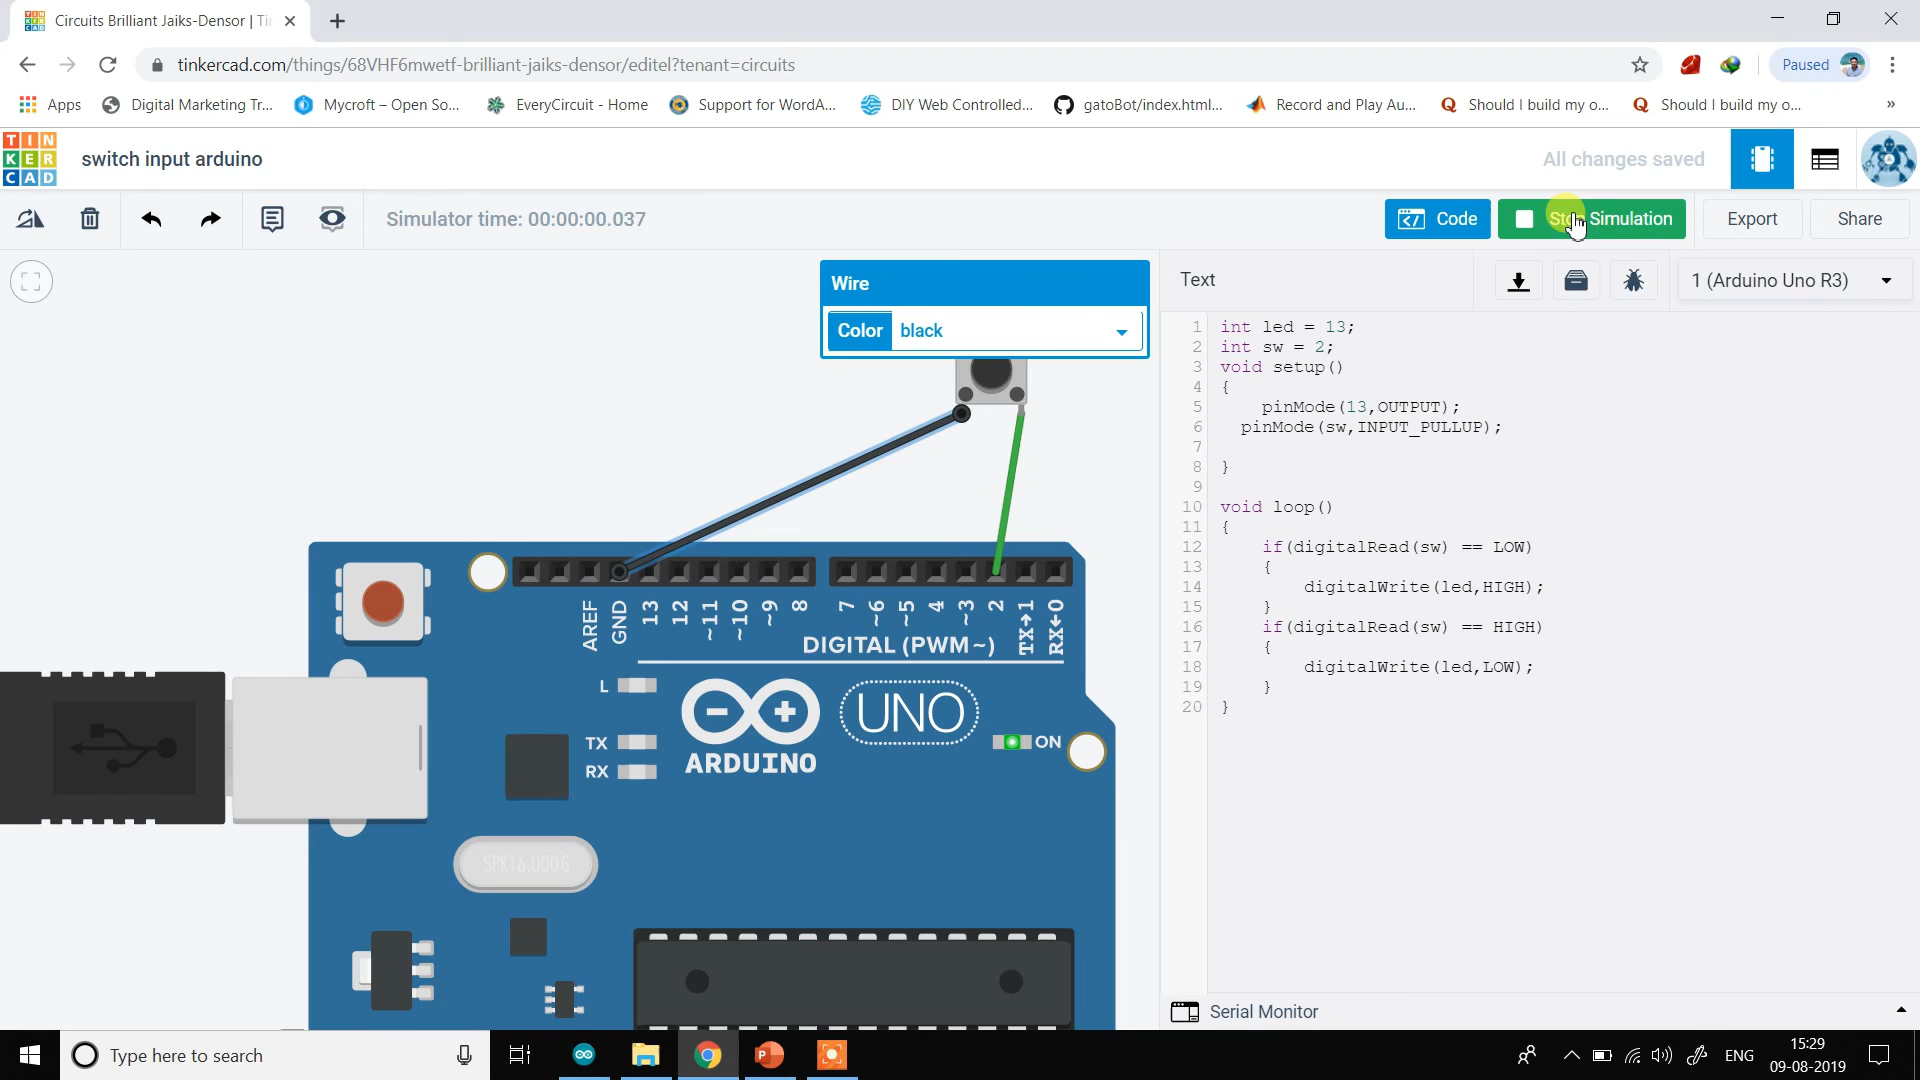 Circuits Brilliant Jaiks-Densor | Tin
tinkercad.com/things/68VHF6mwetf-brilliant-jaiks-densor/editel?tenant=circuits
Paused
Apps
Digital Marketing Tr...
Mycroft – Open So...
EveryCircuit - Home
Support for WordA...
DIY Web Controlled...
gatoBot/index.html...
Record and Play Au...
Should I build my o...
Should I build my o...
»
TIN
KER
CAD
switch input arduino
All changes saved
Simulator time: 00:00:00.037
Code
Stop Simulation
Export
Share
Wire
Color black
Text
1 (Arduino Uno R3)
1 int led = 13;
2 int sw = 2;
3 void setup()
4 {
5 pinMode(13,OUTPUT);
6 pinMode(sw,INPUT_PULLUP);
7
8 }
9
10 void loop()
11 {
12 if(digitalRead(sw) == LOW)
13 {
14 digitalWrite(led,HIGH);
15 }
16 if(digitalRead(sw) == HIGH)
17 {
18 digitalWrite(led,LOW);
19 }
20 }
AREF
GND
13
12
~11
~10
~9
8
7
~6
~5
4
~3
2
TX→1
RX←0
DIGITAL (PWM~)
L
TX
RX
UNO
ARDUINO
ON
SPK16.000G
Serial Monitor
Type here to search
ENG
15:29
09-08-2019